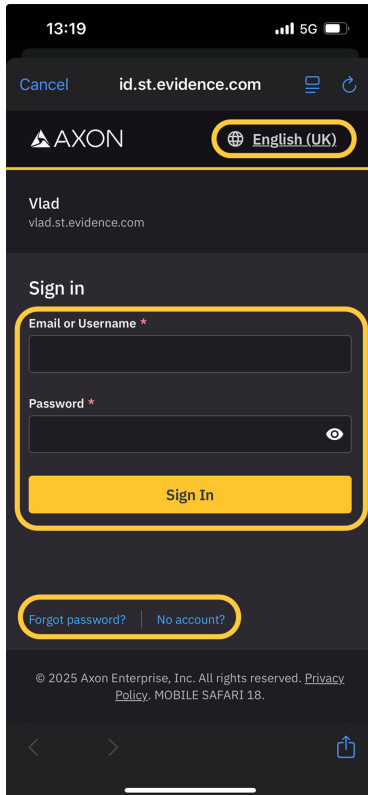 13:19
5G
Cancel
id.st.evidence.com
AXON
English (UK)
Vlad
vlad.st.evidence.com
Sign in
Email or Username *
Password *
Sign In
Forgot password?
No account?
© 2025 Axon Enterprise, Inc. All rights reserved. Privacy
Policy. MOBILE SAFARI 18.